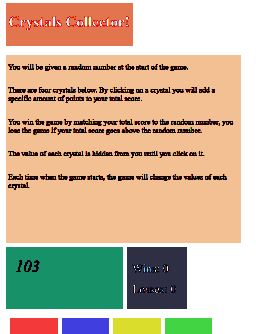 Crystals Collector!
You will be given a random number at the start of the game.
There are four crystals below. By clicking on a crystal you will add a
specific amount of points to your total score.
You win the game by matching your total score to the random number, you
lose the game if your total score goes above the random number.
The value of each crystal is hidden from you until you click on it.
Each time when the game starts, the game will change the values of each
crystal.
103
Wins: 0
Losses: 0